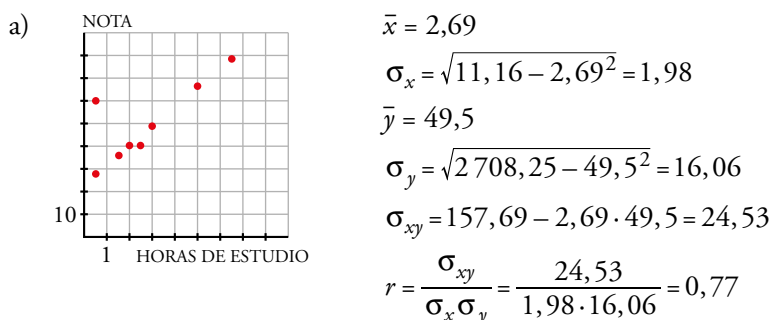 a)
NOTA
10
1 HORAS DE ESTUDIO
x̄ = 2,69
σx = √11,16 – 2,69² = 1,98
ȳ = 49,5
σy = √2 708,25 – 49,5² = 16,06
σxy = 157,69 – 2,69 · 49,5 = 24,53
r = σxy / σx σy = 24,53 / 1,98 · 16,06 = 0,77